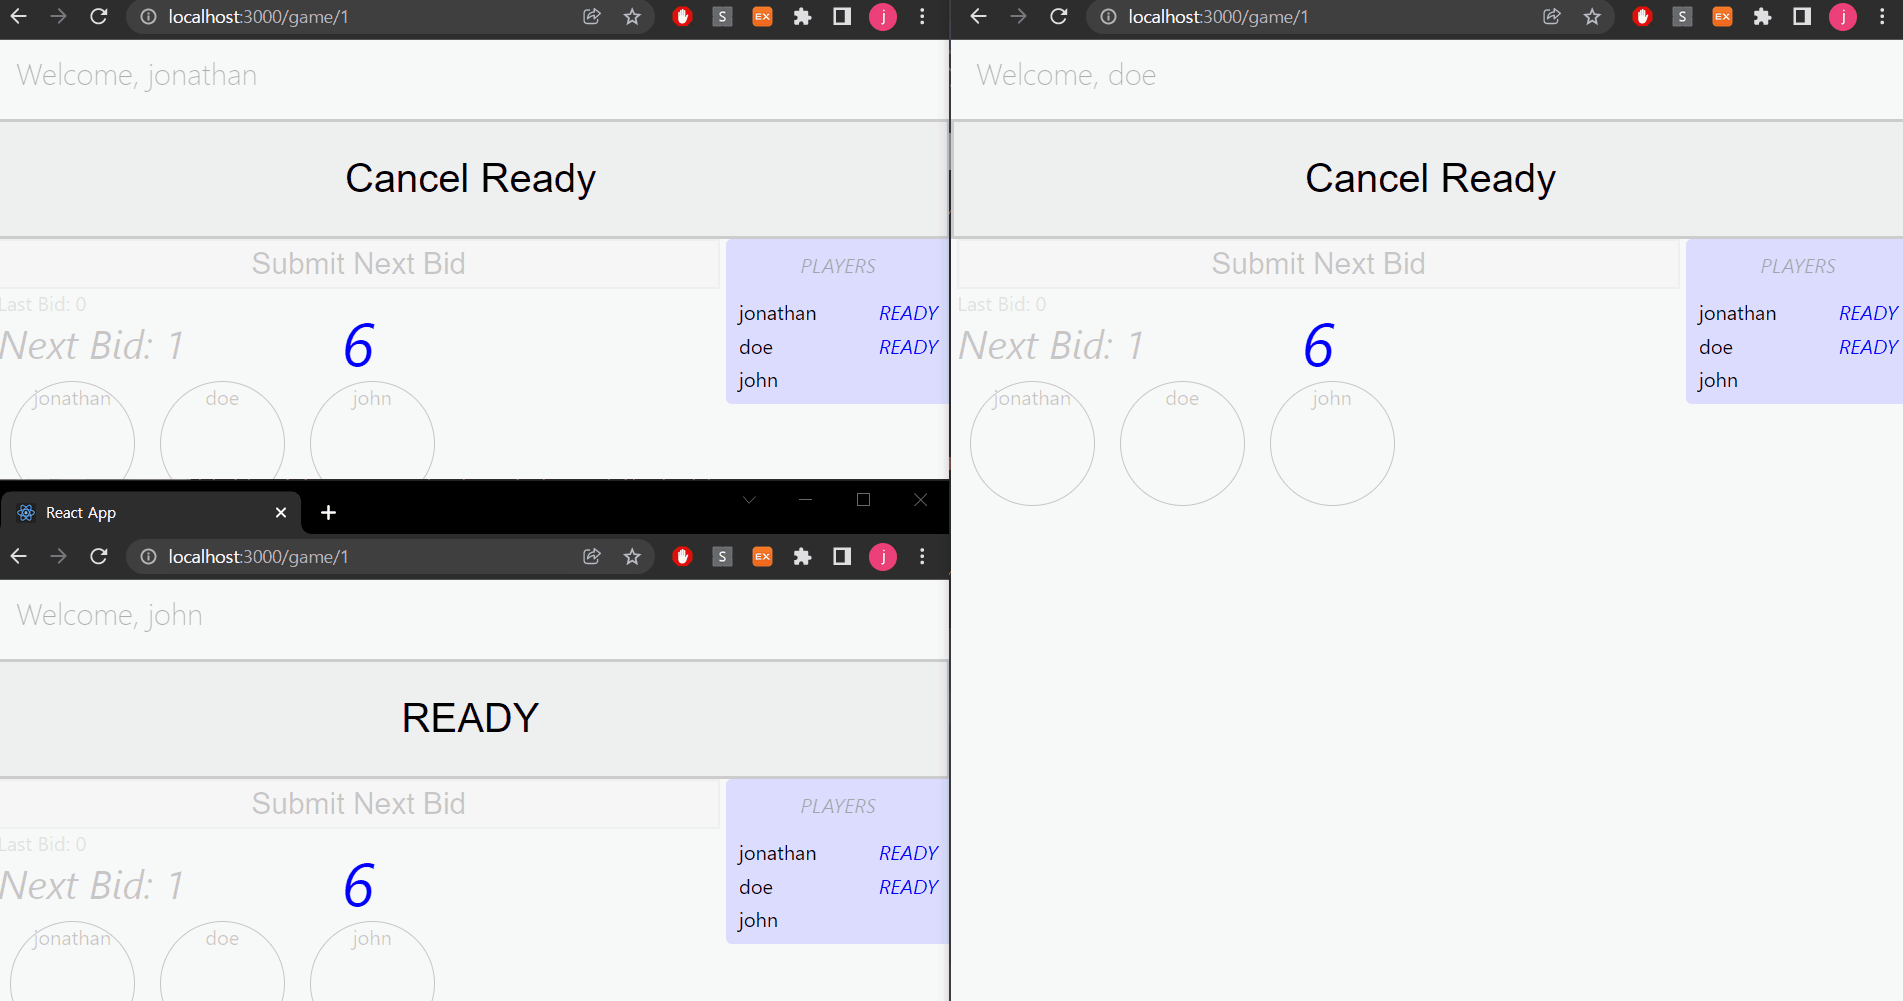 localhost:3000/game/1
S
EX
j
Welcome, jonathan
Cancel Ready
Submit Next Bid
Last Bid: 0
Next Bid: 1
6
jonathan
doe
john
PLAYERS
jonathan READY
doe READY
john
localhost:3000/game/1
S
EX
j
Welcome, doe
Cancel Ready
Submit Next Bid
Last Bid: 0
Next Bid: 1
6
jonathan
doe
john
PLAYERS
jonathan READY
doe READY
john
React App
localhost:3000/game/1
S
EX
j
Welcome, john
READY
Submit Next Bid
Last Bid: 0
Next Bid: 1
6
jonathan
doe
john
PLAYERS
jonathan READY
doe READY
john